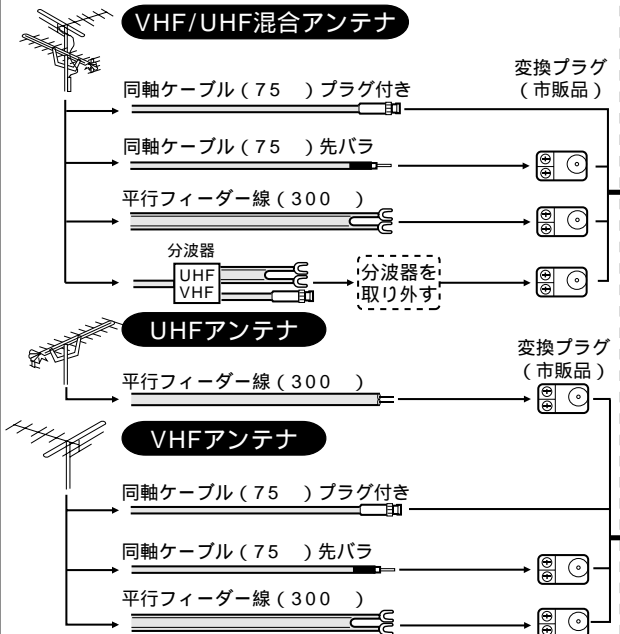 VHF/UHF混合アンテナ
変換プラグ
（市販品）
同軸ケーブル（75　）プラグ付き
同軸ケーブル（75　）先バラ
平行フィーダー線（300　）
分波器
UHF
VHF
分波器を
取り外す
UHFアンテナ
変換プラグ
（市販品）
平行フィーダー線（300　）
VHFアンテナ
同軸ケーブル（75　）プラグ付き
同軸ケーブル（75　）先バラ
平行フィーダー線（300　）